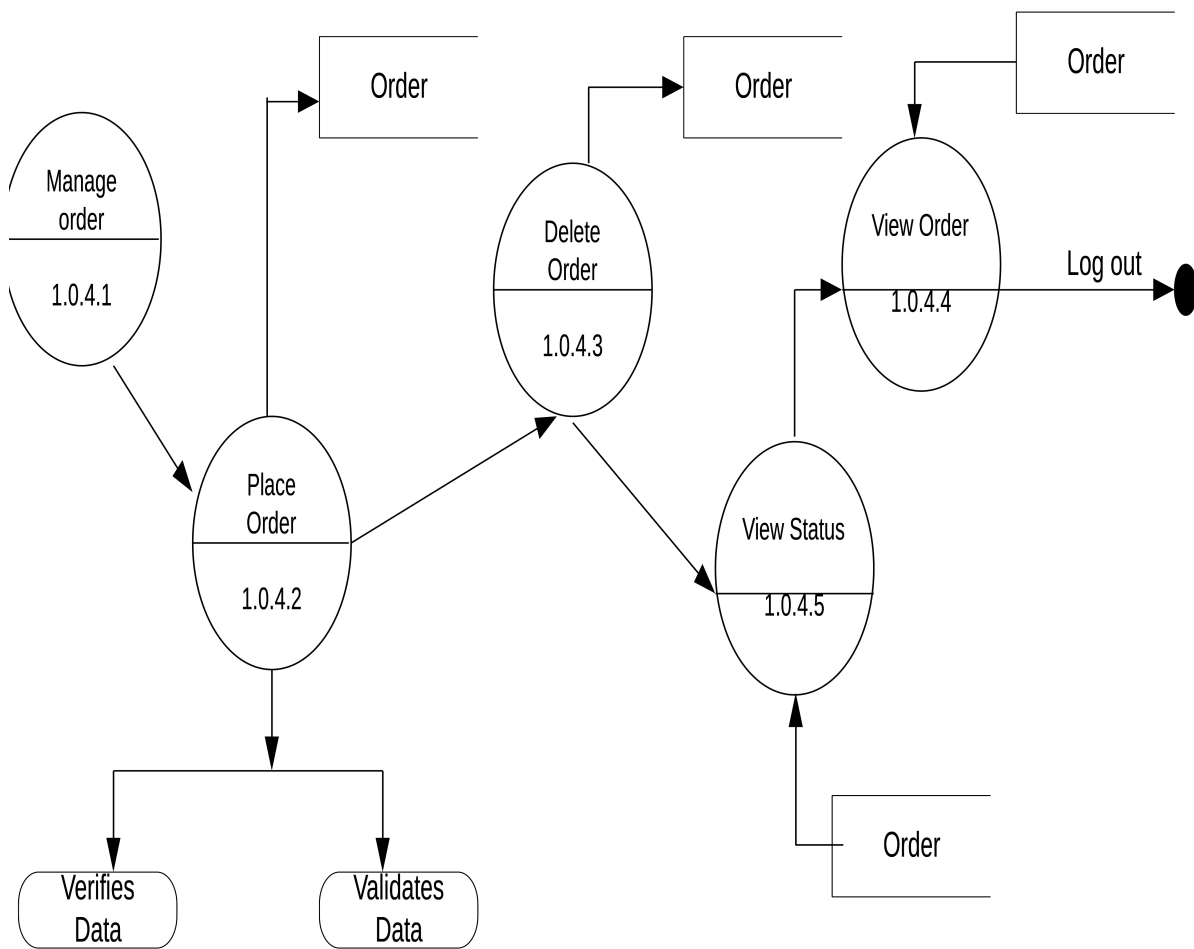 Order
Order
Order
Manage
order
1.0.4.1
Delete
Order
1.0.4.3
View Order
1.0.4.4
Log out
Place
Order
1.0.4.2
View Status
1.0.4.5
Order
Verifies
Data
Validates
Data